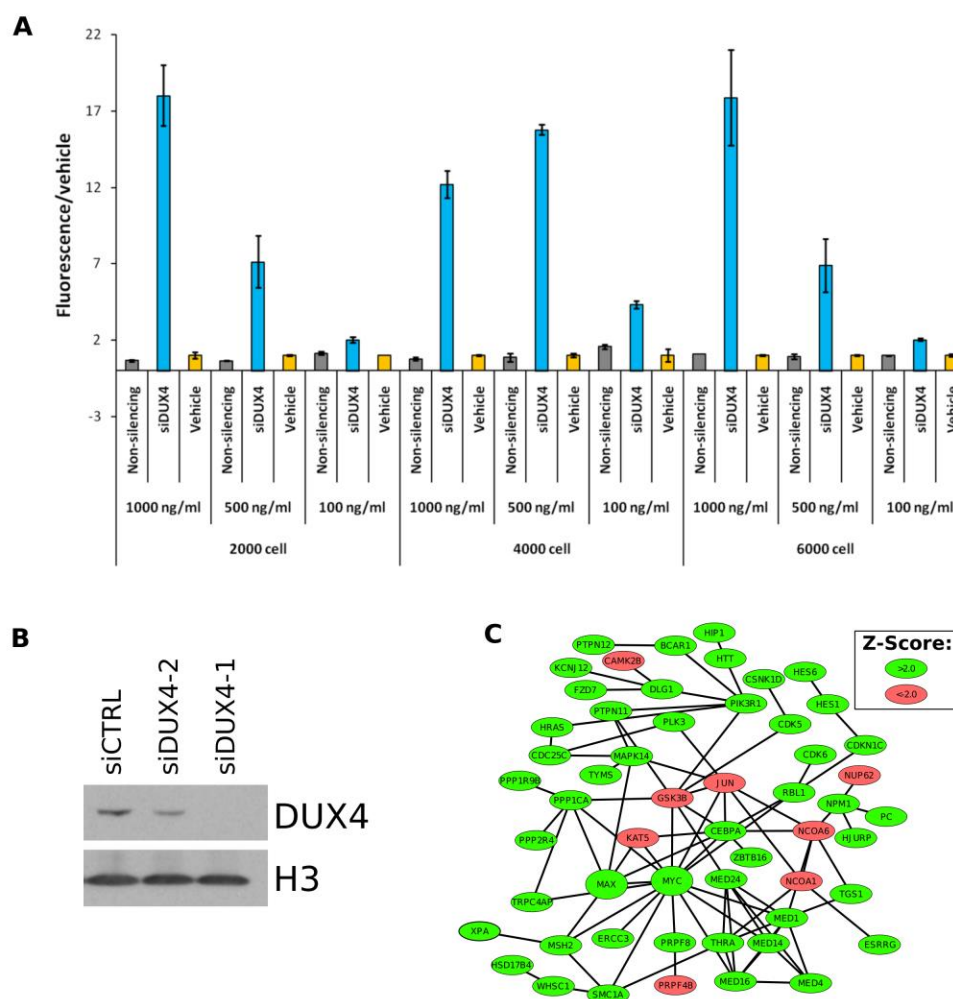 A
Fluorescence/vehicle
22
17
12
7
2
-3
Non-silencing siDUX4 Vehicle Non-silencing siDUX4 Vehicle Non-silencing siDUX4 Vehicle Non-silencing siDUX4 Vehicle Non-silencing siDUX4 Vehicle Non-silencing siDUX4 Vehicle Non-silencing siDUX4 Vehicle Non-silencing siDUX4 Vehicle Non-silencing siDUX4 Vehicle
1000 ng/ml 500 ng/ml 100 ng/ml 1000 ng/ml 500 ng/ml 100 ng/ml 1000 ng/ml 500 ng/ml 100 ng/ml
2000 cell 4000 cell 6000 cell
B
siCTRL
siDUX4-2
siDUX4-1
DUX4
H3
C
Z-Score:
>2.0
<-2.0
HIP1
PTPN12
BCAR1
HTT
CAMK2B
KCNJ12
CSNK1D
HES6
FZD7
DLG1
PIK3R1
HES1
PTPN11
HRAS
PLK3
CDK5
CDKN1C
CDC25C
MAPK14
CDK6
TYMS
JUN
NUP62
PPP1R9B
PPP1CA
GSK3B
RBL1
NPM1
PC
PPP2R4
KAT5
CEBPA
NCOA6
HJURP
ZBTB16
MAX
MYC
MED24
NCOA1
TGS1
TRPC4AP
MED1
XPA
MSH2
ERCC3
PRPF8
THRA
MED14
ESRRG
HSD17B4
WHSC1
SMC1A
PRPF4B
MED16
MED4